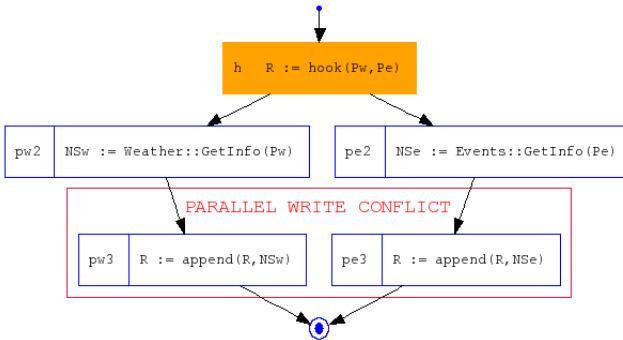 h R := hook(Pw,Pe)
pw2 NSw := Weather::GetInfo(Pw)
pe2 NSe := Events::GetInfo(Pe)
PARALLEL WRITE CONFLICT
pw3 R := append(R,NSw)
pe3 R := append(R,NSe)